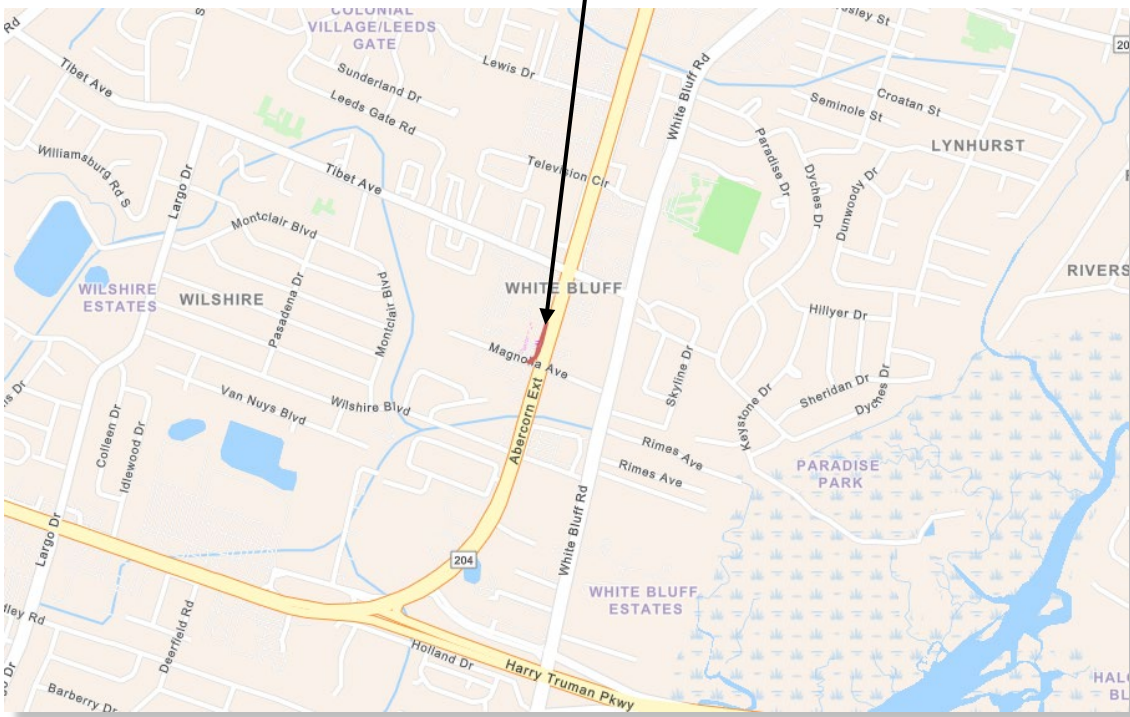 Rd
S
COLONIAL
VILLAGE/LEEDS
GATE
20
Tibet Ave
Lewis Dr
Sunderland Dr
Leeds Gate Rd
White Bluff Rd
Croatan St
Seminole St
LYNHURST
Williamsburg Rd S
Largo Dr
Tibet Ave
Television Cir
Paradise Dr
Dyches Dr
Dunwoody Dr
Montclair Blvd
RIVERS
WILSHIRE
ESTATES
WILSHIRE
WHITE BLUFF
Pasadena Dr
Montclair Blvd
Hillyer Dr
Magnolia Ave
Skyline Dr
Sheridan Dr
Dyches Dr
Keystone Dr
Van Nuys Blvd
Wilshire Blvd
Abercorn Ext
Colleen Dr
Idlewood Dr
Rimes Ave
Rimes Ave
PARADISE
PARK
Largo Dr
White Bluff Rd
204
WHITE BLUFF
ESTATES
Deerfield Rd
Holland Dr
Harry Truman Pkwy
Barberry Dr